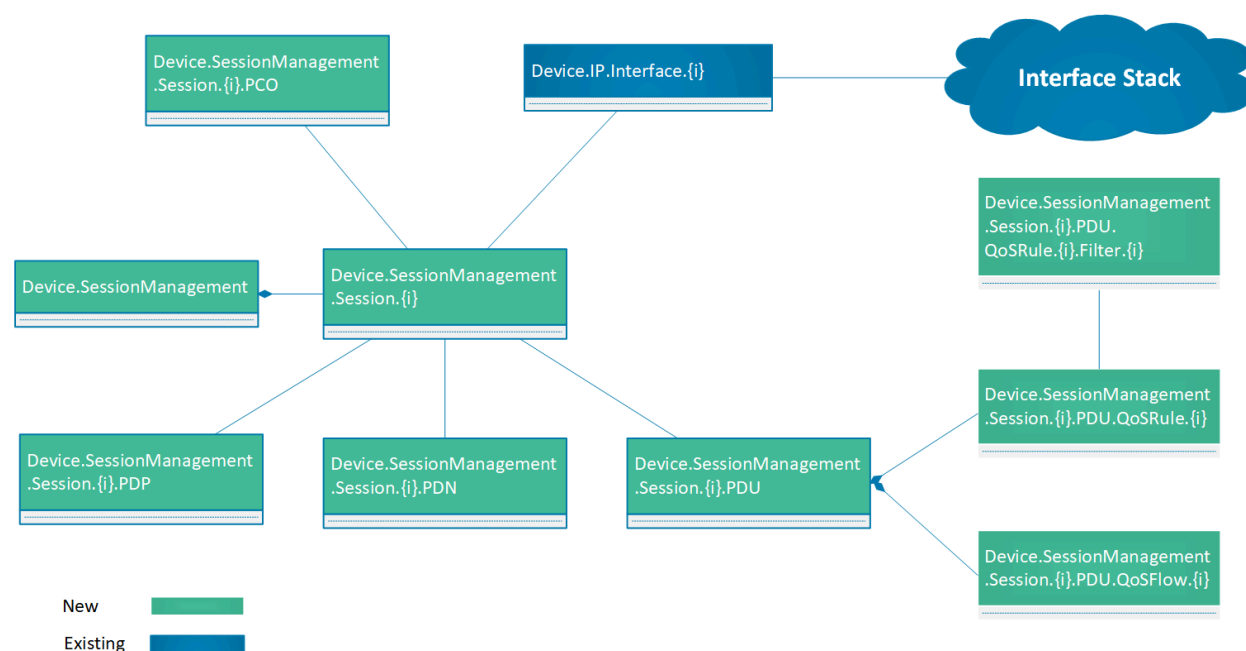 Device.SessionManagement
.Session.{i}.PCO
Device.IP.Interface.{i}
Interface Stack
Device.SessionManagement
.Session.{i}.PDU.
QoSRule.{i}.Filter.{i}
Device.SessionManagement
Device.SessionManagement
.Session.{i}
Device.SessionManagement
.Session.{i}.PDU.QoSRule.{i}
Device.SessionManagement
.Session.{i}.PDP
Device.SessionManagement
.Session.{i}.PDN
Device.SessionManagement
.Session.{i}.PDU
Device.SessionManagement
.Session.{i}.PDU.QoSFlow.{i}
New
Existing